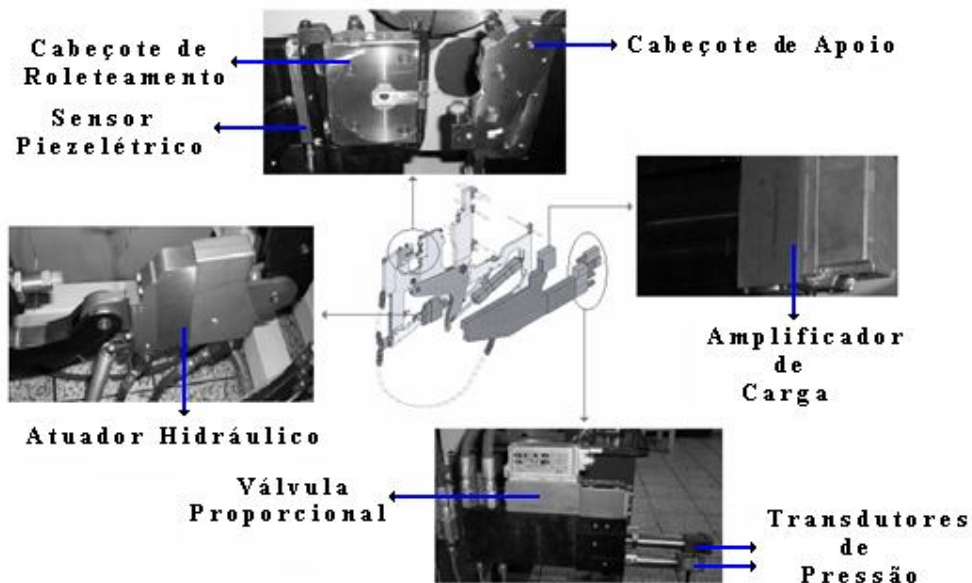 Cabeçote de
Roleteamento
Cabeçote de Apoio
Sensor
Piezelétrico
Amplificador
de
Carga
Atuador Hidráulico
Válvula
Proporcional
Transdutores
de
Pressão